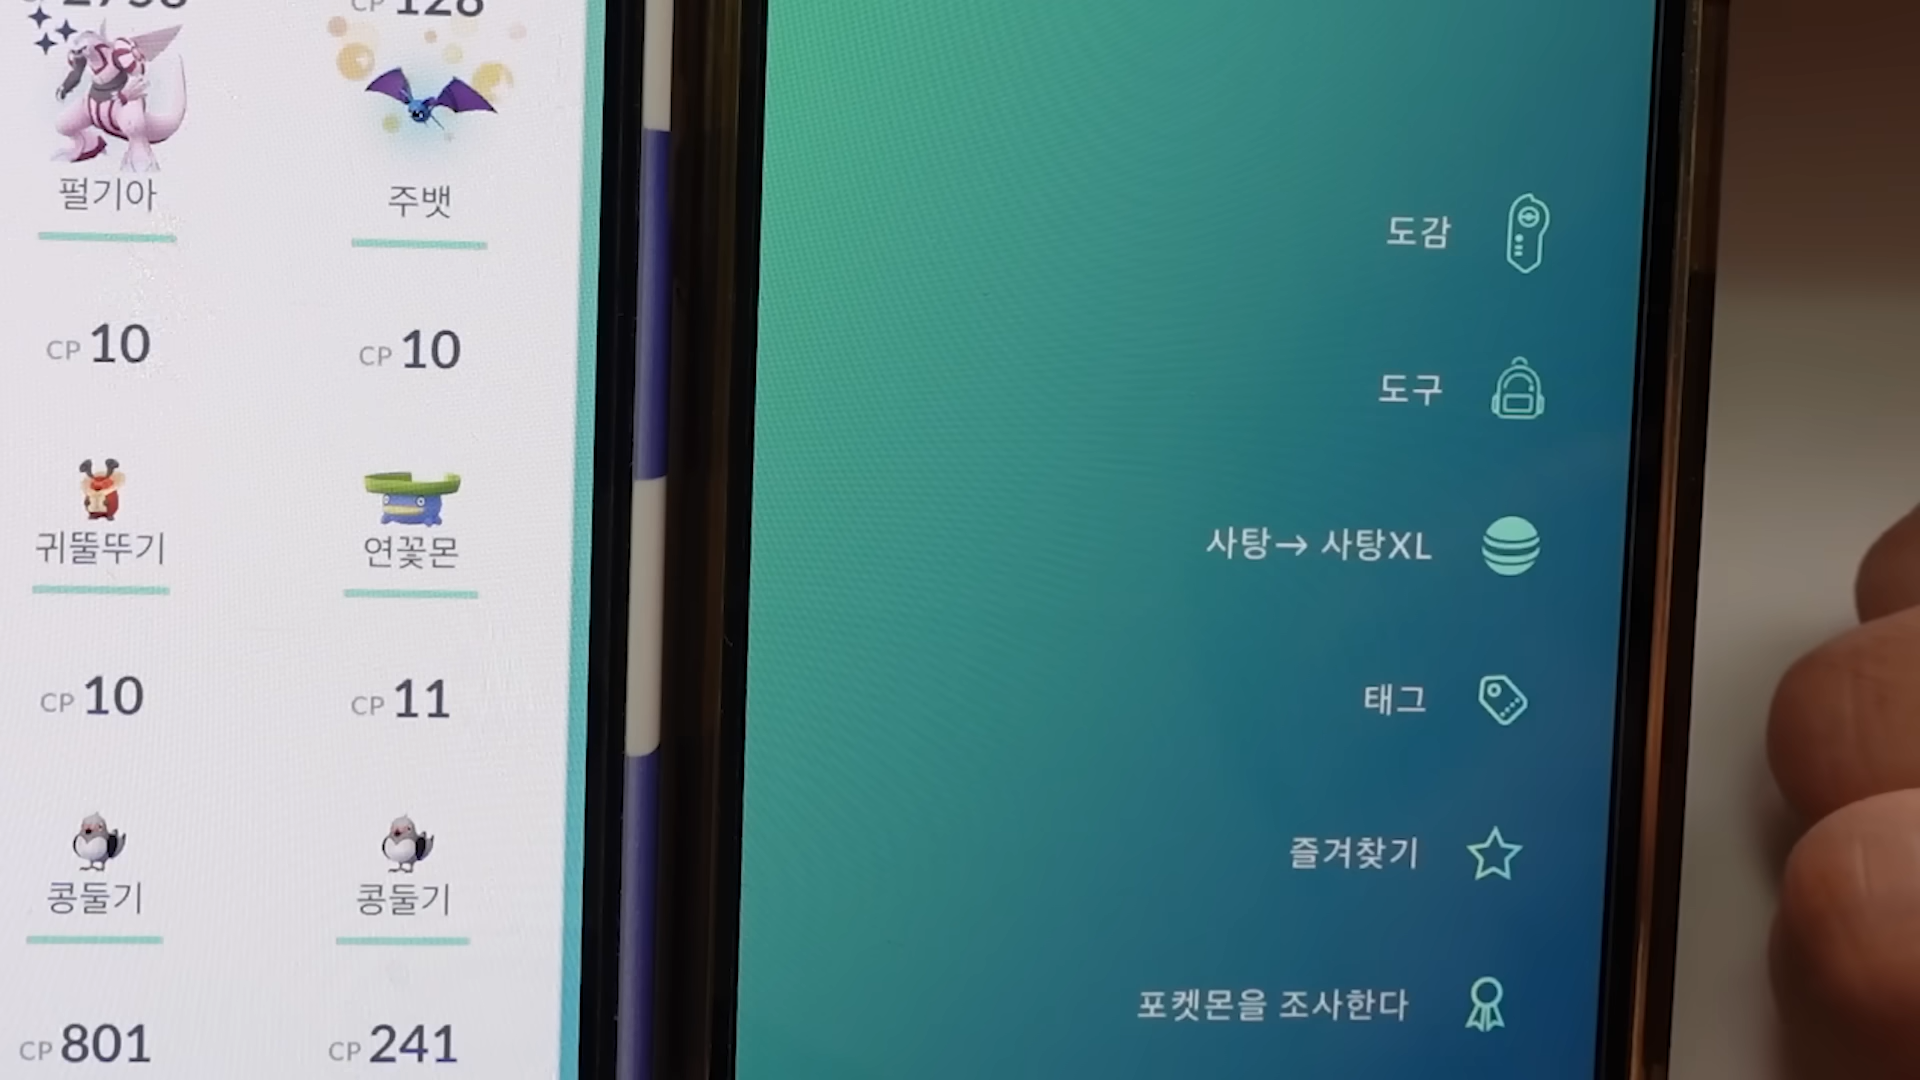 CP 128
펄기아
주뱃
CP 10
CP 10
귀뚤뚜기
연꽃몬
CP 10
CP 11
콩둘기
콩둘기
CP 801
CP 241
도감
도구
사탕→ 사탕XL
태그
즐겨찾기
포켓몬을 조사한다